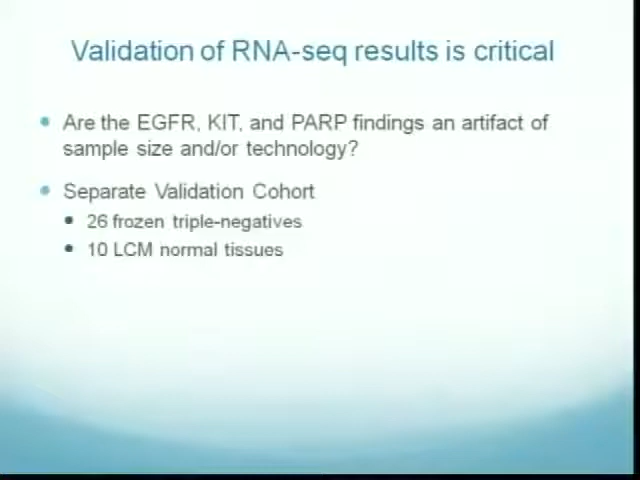 Validation of RNA-seq results is critical
Are the EGFR, KIT, and PARP findings an artifact of
sample size and/or technology?
Separate Validation Cohort
26 frozen triple-negatives
10 LCM normal tissues